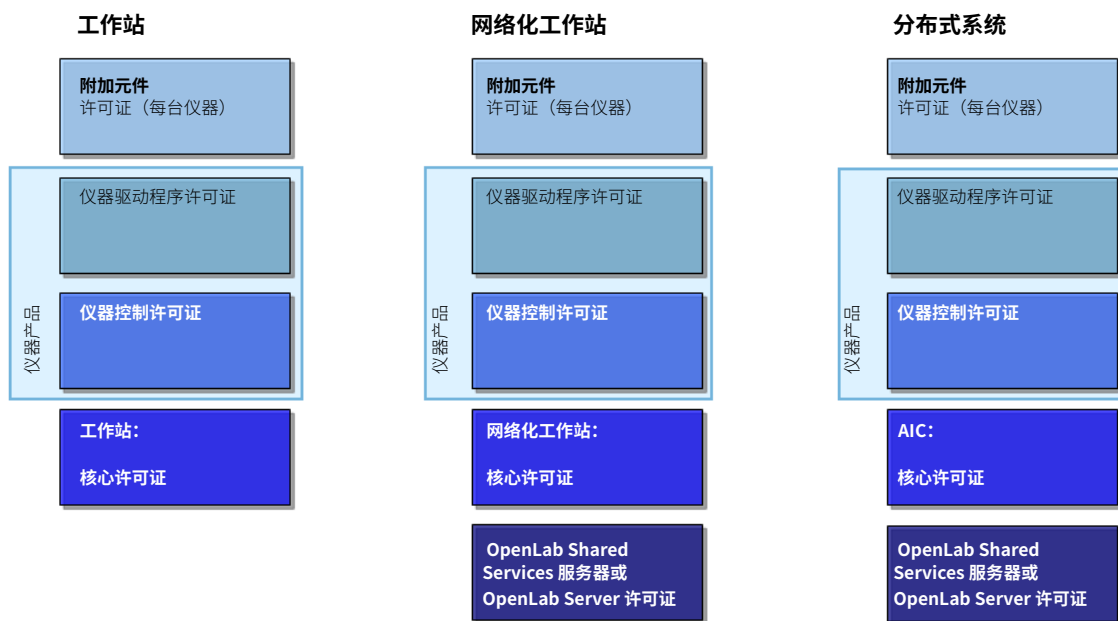 工作站
附加元件
许可证（每台仪器）
仪器驱动程序许可证
仪器控制许可证
仪器产品
工作站：
核心许可证
网络化工作站
附加元件
许可证（每台仪器）
仪器驱动程序许可证
仪器控制许可证
仪器产品
网络化工作站：
核心许可证
OpenLab Shared
Services 服务器或
OpenLab Server 许可证
分布式系统
附加元件
许可证（每台仪器）
仪器驱动程序许可证
仪器控制许可证
仪器产品
AIC：
核心许可证
OpenLab Shared
Services 服务器或
OpenLab Server 许可证